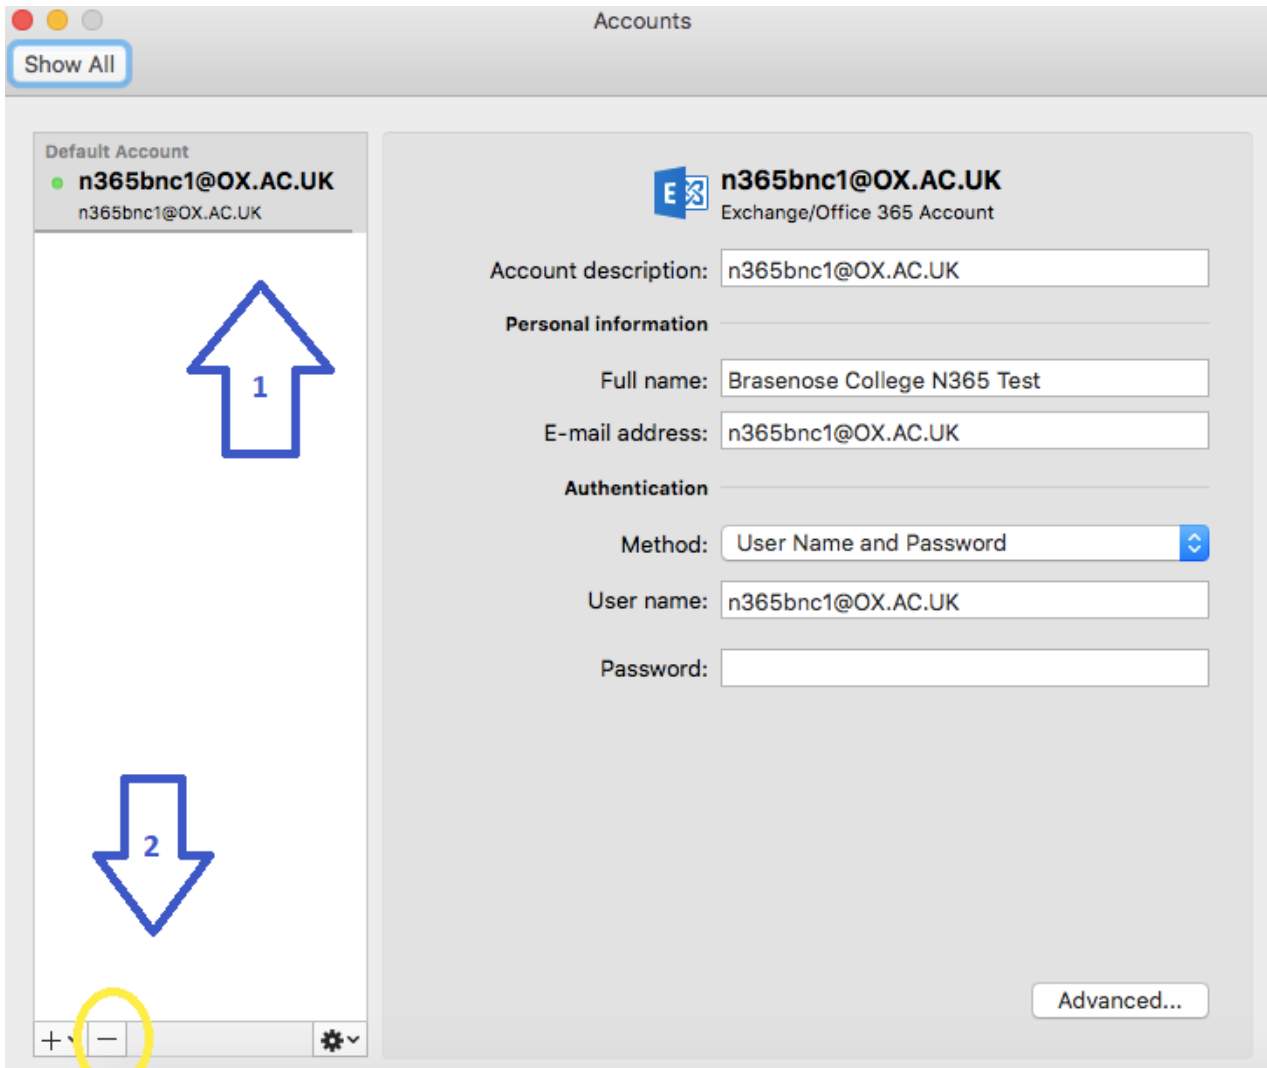 Accounts
Show All
Default Account
n365bnc1@OX.AC.UK
n365bnc1@OX.AC.UK
1
2
E
n365bnc1@OX.AC.UK
Exchange/Office 365 Account
Account description: n365bnc1@OX.AC.UK
Personal information
Full name: Brasenose College N365 Test
E-mail address: n365bnc1@OX.AC.UK
Authentication
Method: User Name and Password
User name: n365bnc1@OX.AC.UK
Password:
Advanced...